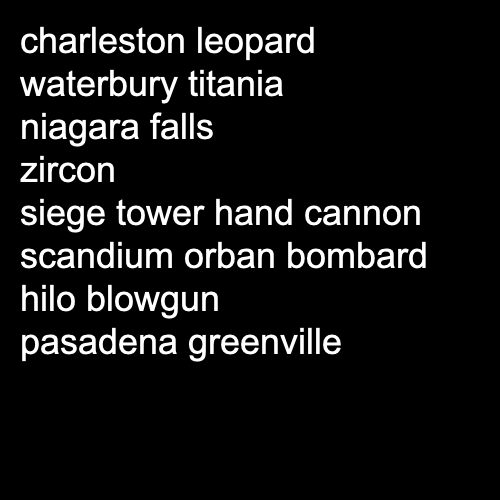 charleston leopard
waterbury titania
niagara falls
zircon
siege tower hand cannon
scandium orban bombard
hilo blowgun
pasadena greenville